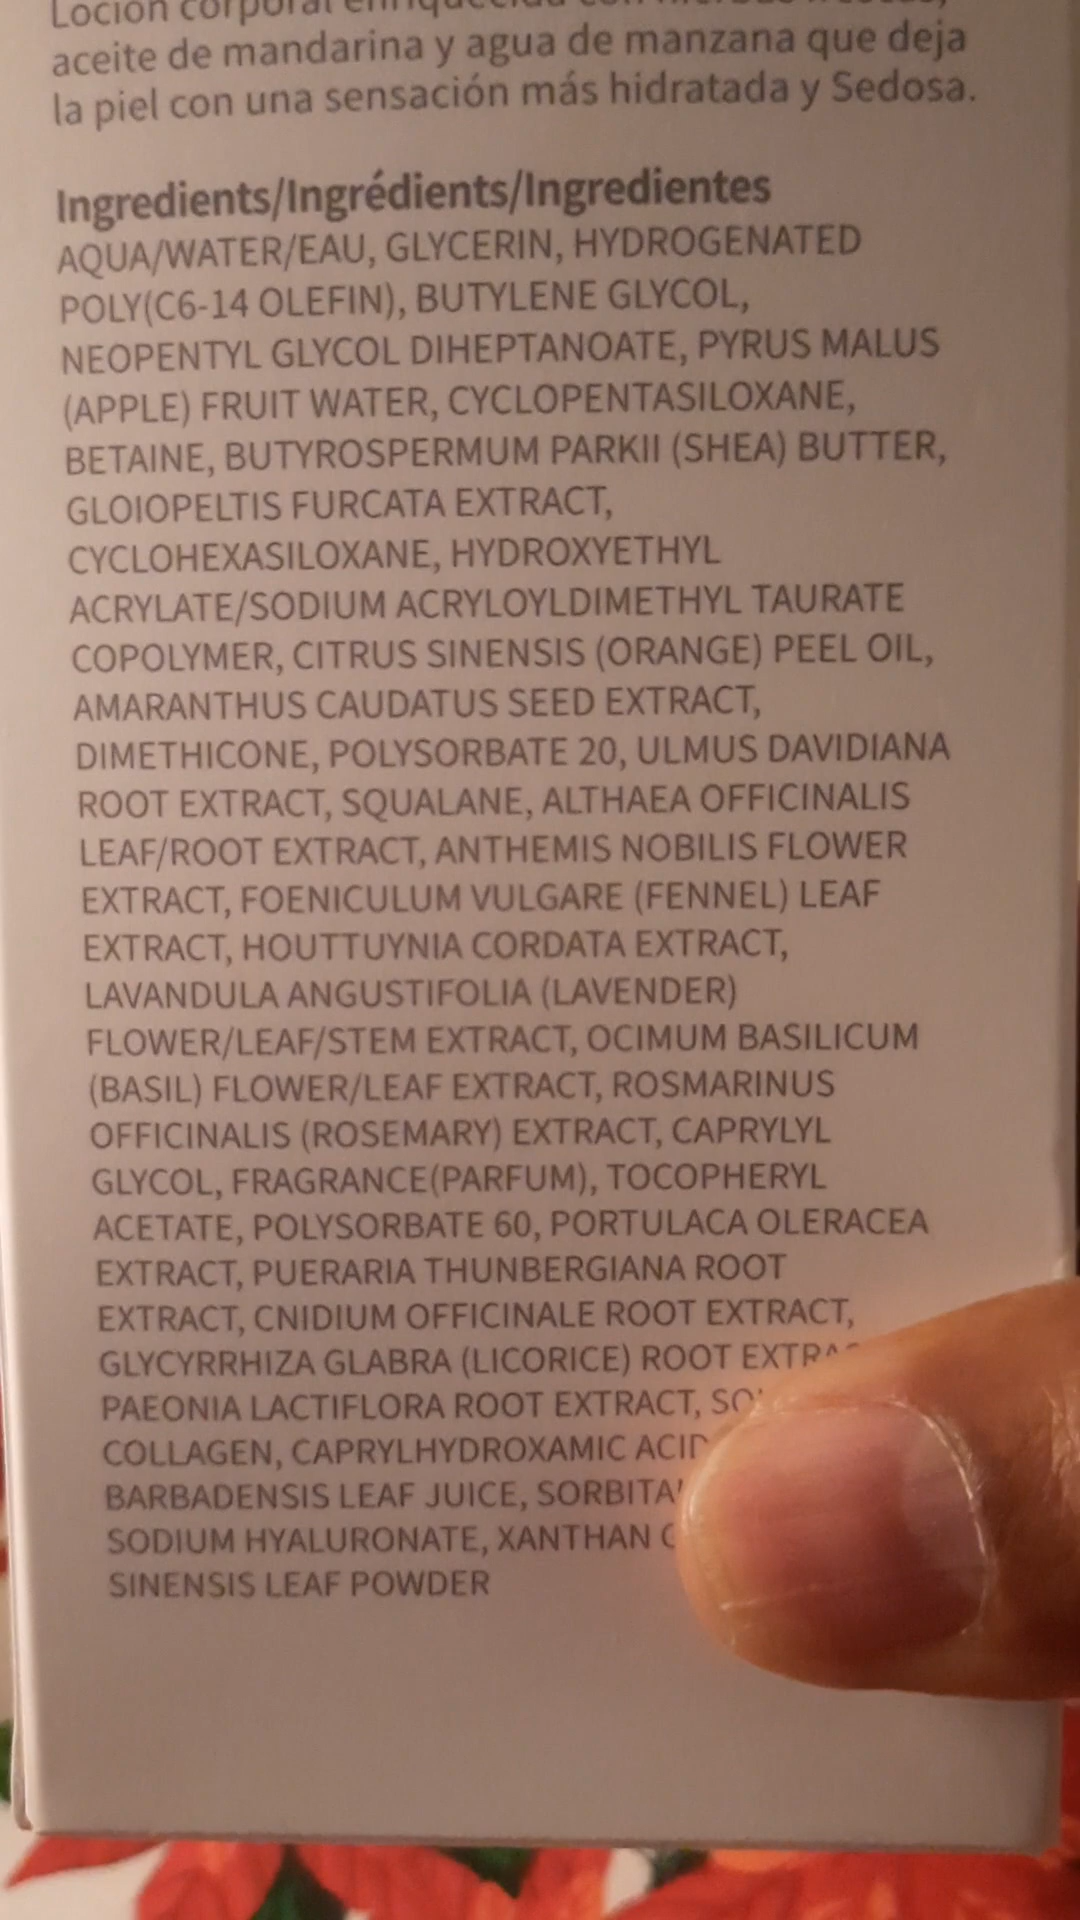 Loción corporal enriquecida con
aceite de mandarina y agua de manzana que deja
la piel con una sensación más hidratada y Sedosa.
Ingredients/Ingrédients/Ingredientes
AQUA/WATER/EAU, GLYCERIN, HYDROGENATED
POLY(C6-14 OLEFIN), BUTYLENE GLYCOL,
NEOPENTYL GLYCOL DIHEPTANOATE, PYRUS MALUS
(APPLE) FRUIT WATER, CYCLOPENTASILOXANE,
BETAINE, BUTYROSPERMUM PARKII (SHEA) BUTTER,
GLOIOPELTIS FURCATA EXTRACT,
CYCLOHEXASILOXANE, HYDROXYETHYL
ACRYLATE/SODIUM ACRYLOYLDIMETHYL TAURATE
COPOLYMER, CITRUS SINENSIS (ORANGE) PEEL OIL,
AMARANTHUS CAUDATUS SEED EXTRACT,
DIMETHICONE, POLYSORBATE 20, ULMUS DAVIDIANA
ROOT EXTRACT, SQUALANE, ALTHAEA OFFICINALIS
LEAF/ROOT EXTRACT, ANTHEMIS NOBILIS FLOWER
EXTRACT, FOENICULUM VULGARE (FENNEL) LEAF
EXTRACT, HOUTTUYNIA CORDATA EXTRACT,
LAVANDULA ANGUSTIFOLIA (LAVENDER)
FLOWER/LEAF/STEM EXTRACT, OCIMUM BASILICUM
(BASIL) FLOWER/LEAF EXTRACT, ROSMARINUS
OFFICINALIS (ROSEMARY) EXTRACT, CAPRYLYL
GLYCOL, FRAGRANCE(PARFUM), TOCOPHERYL
ACETATE, POLYSORBATE 60, PORTULACA OLERACEA
EXTRACT, PUERARIA THUNBERGIANA ROOT
EXTRACT, CNIDIUM OFFICINALE ROOT EXTRACT,
GLYCYRRHIZA GLABRA (LICORICE) ROOT
PAEONIA LACTIFLORA ROOT EXTRACT,
COLLAGEN, CAPRYLHYDROXAMIC ACID
BARBADENSIS LEAF JUICE,
SODIUM HYALURONATE, XANTHAN
SINENSIS LEAF POWDER